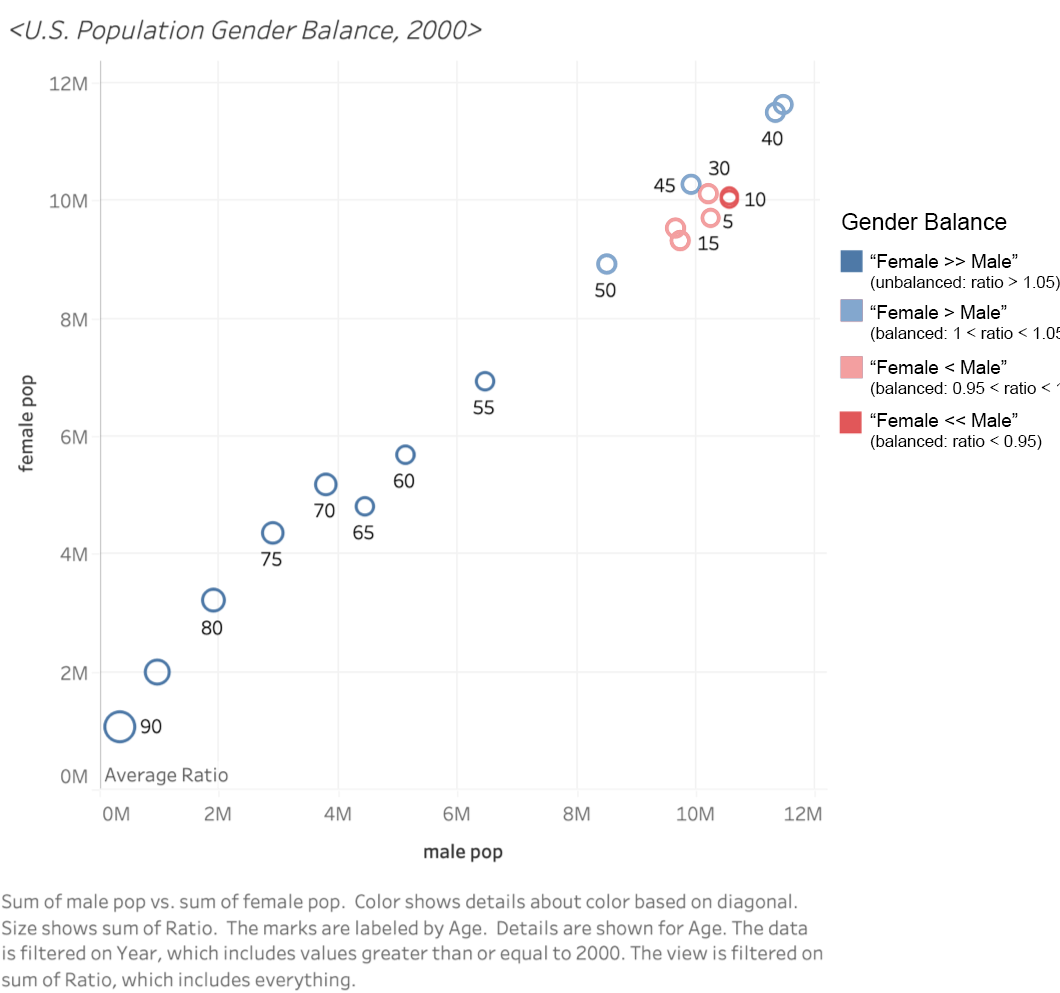 <U.S. Population Gender Balance, 2000>
12M
10M
8M
6M
4M
2M
0M
female pop
40
30
45
10
5
15
50
55
60
70
65
75
80
90
Average Ratio
0M
2M
4M
6M
8M
10M
12M
male pop
Gender Balance
“Female >> Male”
(unbalanced: ratio > 1.05)
“Female > Male”
(balanced: 1 < ratio < 1.05
“Female < Male”
(balanced: 0.95 < ratio <
“Female << Male”
(balanced: ratio < 0.95)
Sum of male pop vs. sum of female pop.  Color shows details about color based on diagonal.
Size shows sum of Ratio.  The marks are labeled by Age.  Details are shown for Age. The data
is filtered on Year, which includes values greater than or equal to 2000. The view is filtered on
sum of Ratio, which includes everything.